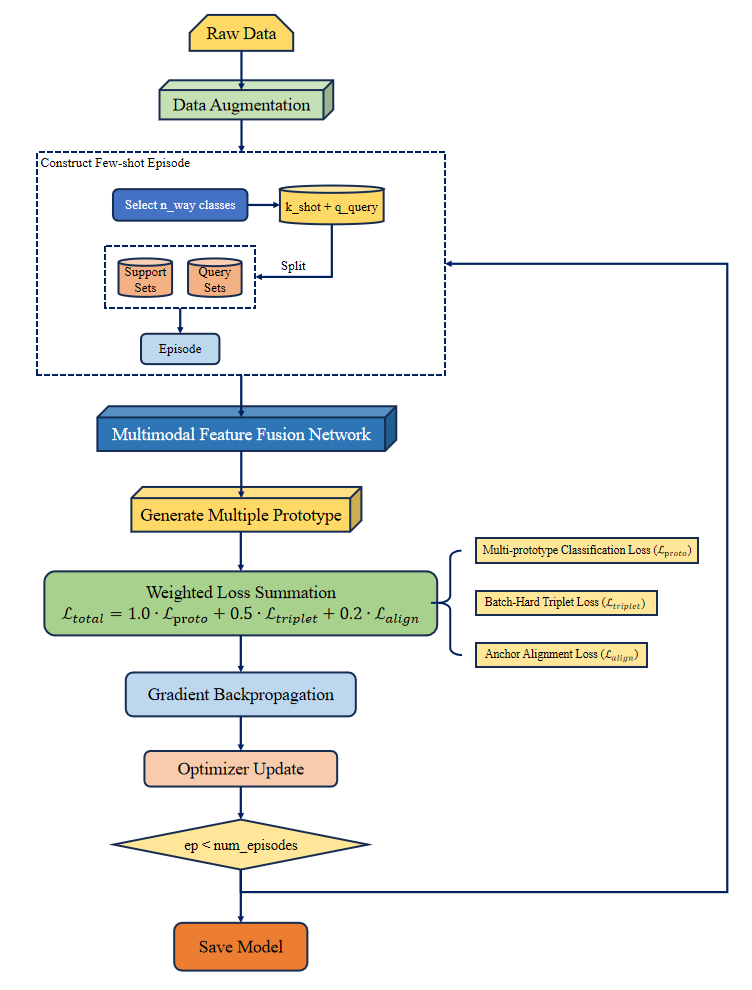 Raw Data
Data Augmentation
Construct Few-shot Episode
Select n_way classes
k_shot + q_query
Split
Support
Sets
Query
Sets
Episode
Multimodal Feature Fusion Network
Generate Multiple Prototype
Weighted Loss Summation
ℒ_total = 1.0 · ℒ_proto + 0.5 · ℒ_triplet + 0.2 · ℒ_align
Multi-prototype Classification Loss (ℒ_proto)
Batch-Hard Triplet Loss (ℒ_triplet)
Anchor Alignment Loss (ℒ_align)
Gradient Backpropagation
Optimizer Update
ep < num_episodes
Save Model